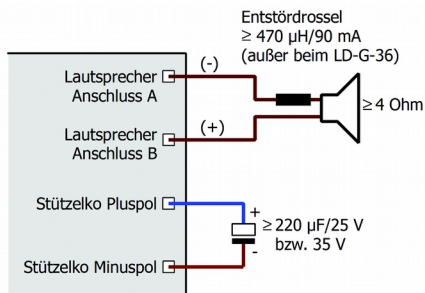 Entstördrossel
≥ 470 µH/90 mA
(außer beim LD-G-36)
(-)
Lautsprecher
Anschluss A
≥ 4 Ohm
(+)
Lautsprecher
Anschluss B
Stützelko Pluspol
+
≥ 220 µF/25 V
bzw. 35 V
-
Stützelko Minuspol